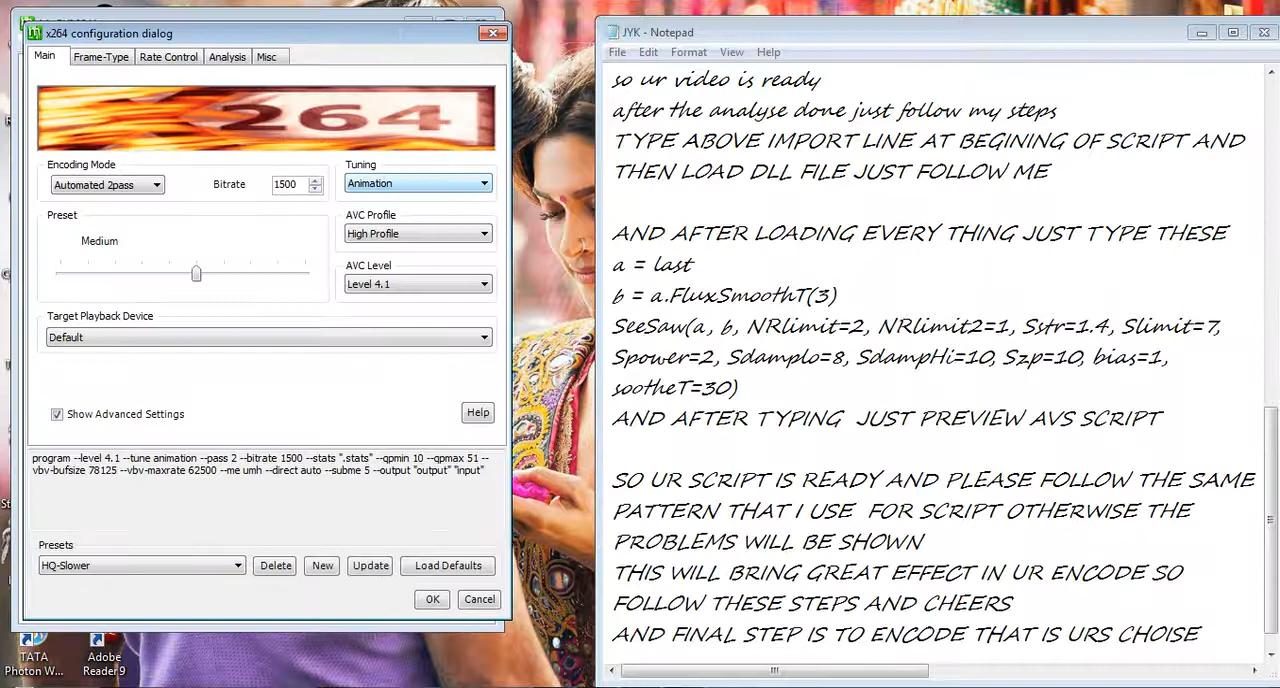 x264 configuration dialog
Main
Frame-Type
Rate Control
Analysis
Misc
264
Encoding Mode
Automated 2pass
Bitrate
1500
Tuning
Animation
Preset
Medium
AVC Profile
High Profile
AVC Level
Level 4.1
Target Playback Device
Default
Show Advanced Settings
Help
program --level 4.1 --tune animation --pass 2 --bitrate 1500 --stats ".stats" --qpmin 10 --qpmax 51 --
vbv-bufsize 78125 --vbv-maxrate 62500 --me umh --direct auto --subme 5 --output "output" "input"
Presets
HQ-Slower
Delete
New
Update
Load Defaults
OK
Cancel
TATA
Photon W...
Adobe
Reader 9
JYK - Notepad
File Edit Format View Help
so ur video is ready
after the analyse done just follow my steps
TYPE ABOVE IMPORT LINE AT BEGINING OF SCRIPT AND
THEN LOAD DLL FILE JUST FOLLOW ME
AND AFTER LOADING EVERY THING JUST TYPE THESE
a = last
b = a.FluxSmoothT(3)
SeeSaw(a, b, NRlimit=2, NRlimit2=1, Sstr=1.4, Slimit=7,
Spower=2, Sdamplo=8, SdampHi=10, Szp=10, bias=1,
sootheT=30)
AND AFTER TYPING  JUST PREVIEW AVS SCRIPT
SO UR SCRIPT IS READY AND PLEASE FOLLOW THE SAME
PATTERN THAT I USE  FOR SCRIPT OTHERWISE THE
PROBLEMS WILL BE SHOWN
THIS WILL BRING GREAT EFFECT IN UR ENCODE SO
FOLLOW THESE STEPS AND CHEERS
AND FINAL STEP IS TO ENCODE THAT IS URS CHOISE